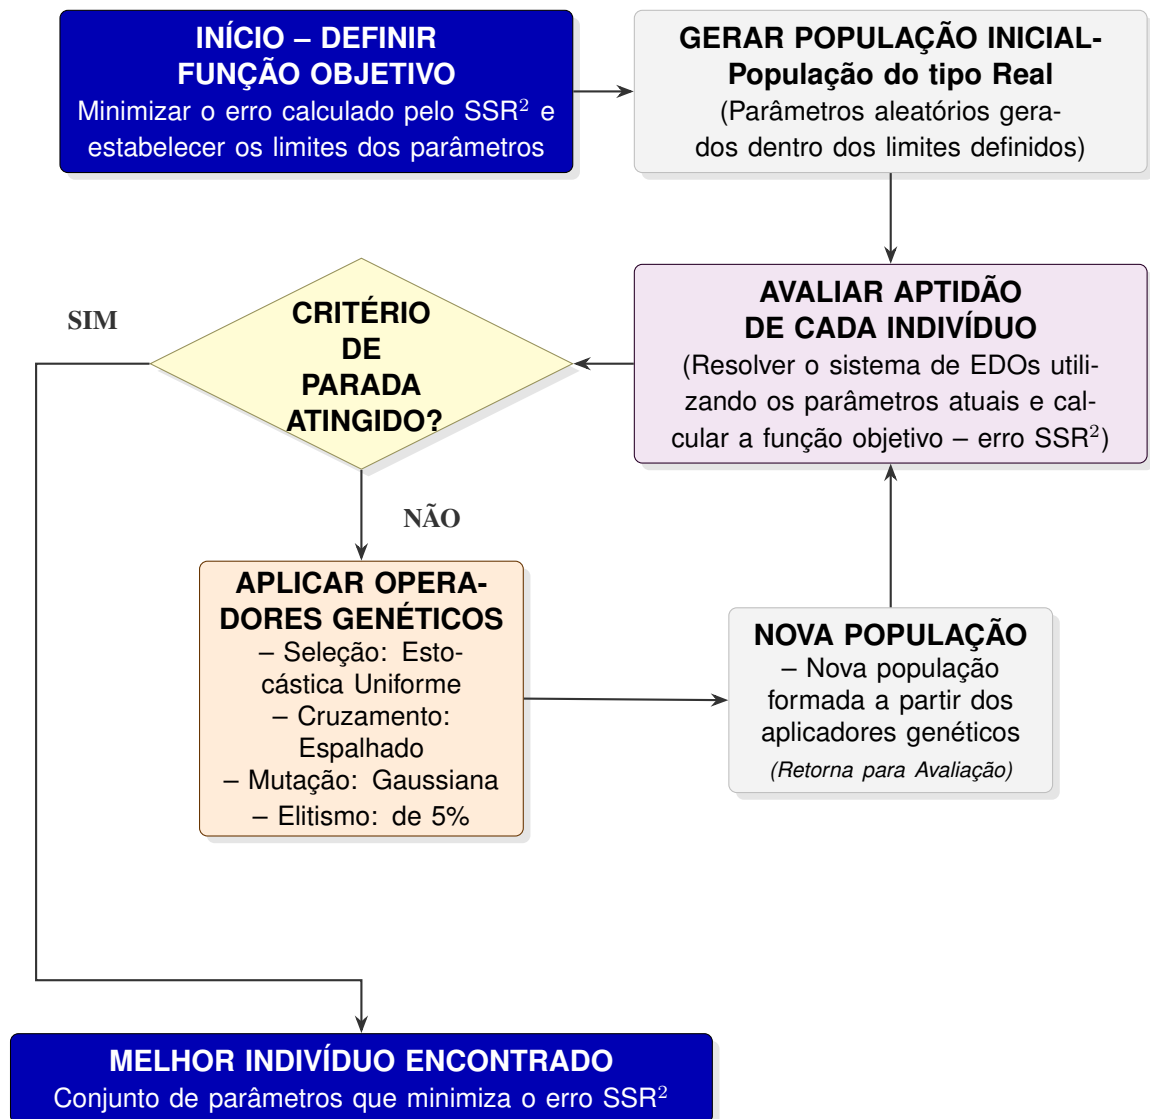 INÍCIO – DEFINIR
FUNÇÃO OBJETIVO
Minimizar o erro calculado pelo SSR² e
estabelecer os limites dos parâmetros
GERAR POPULAÇÃO INICIAL-
População do tipo Real
(Parâmetros aleatórios gera-
dos dentro dos limites definidos)
AVALIAR APTIDÃO
DE CADA INDIVÍDUO
(Resolver o sistema de EDOs utili-
zando os parâmetros atuais e cal-
cular a função objetivo – erro SSR²)
CRITÉRIO
DE
PARADA
ATINGIDO?
SIM
NÃO
APLICAR OPERA-
DORES GENÉTICOS
– Seleção: Esto-
cástica Uniforme
– Cruzamento:
Espalhado
– Mutação: Gaussiana
– Elitismo: de 5%
NOVA POPULAÇÃO
– Nova população
formada a partir dos
aplicadores genéticos
(Retorna para Avaliação)
MELHOR INDIVÍDUO ENCONTRADO
Conjunto de parâmetros que minimiza o erro SSR²